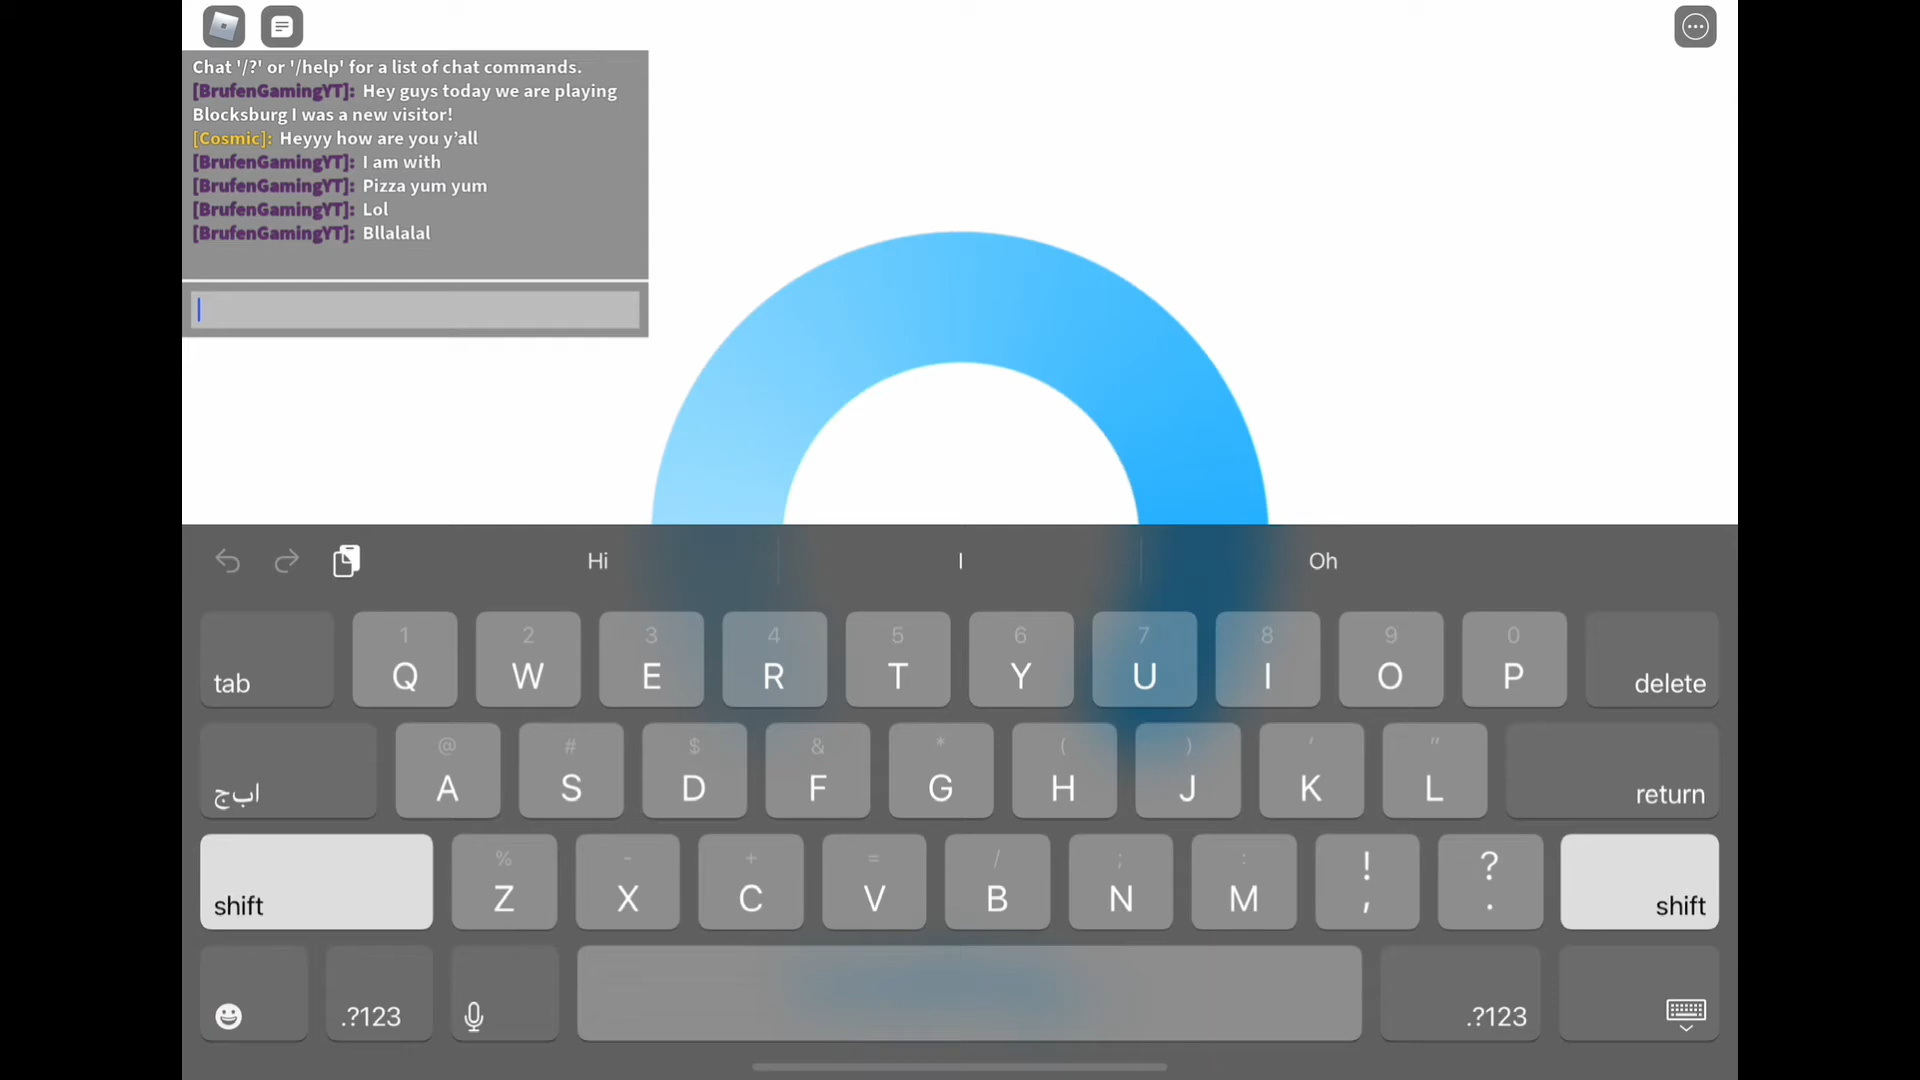 Chat '/?' or '/help' for a list of chat commands.
[BrufenGamingYT]: Hey guys today we are playing
Blocksburg I was a new visitor!
[Cosmic]: Heyyy how are you y’all
[BrufenGamingYT]: I am with
[BrufenGamingYT]: Pizza yum yum
[BrufenGamingYT]: Lol
[BrufenGamingYT]: Bllalalal
Hi I Oh
1 2 3 4 5 6 7 8 9 0
tab Q W E R T Y U I O P delete
@ # $ & * ( ) ' "
ابج A S D F G H J K L return
% - + = / ; : ! ?
shift Z X C V B N M , . shift
.?123 .?123